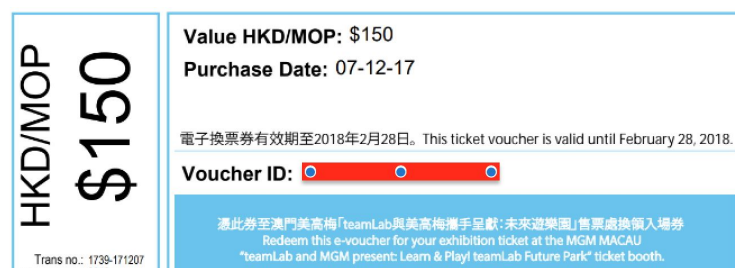 HKD/MOP
$150
Trans no.: 1739-171207
Value HKD/MOP: $150
Purchase Date: 07-12-17
電子換票券有效期至2018年2月28日。This ticket voucher is valid until February 28, 2018.
Voucher ID:
憑此券至澳門美高梅「teamLab與美高梅攜手呈獻：未來遊樂園」售票處換領入場券
Redeem this e-voucher for your exhibition ticket at the MGM MACAU
"teamLab and MGM present: Learn & Play! teamLab Future Park" ticket booth.